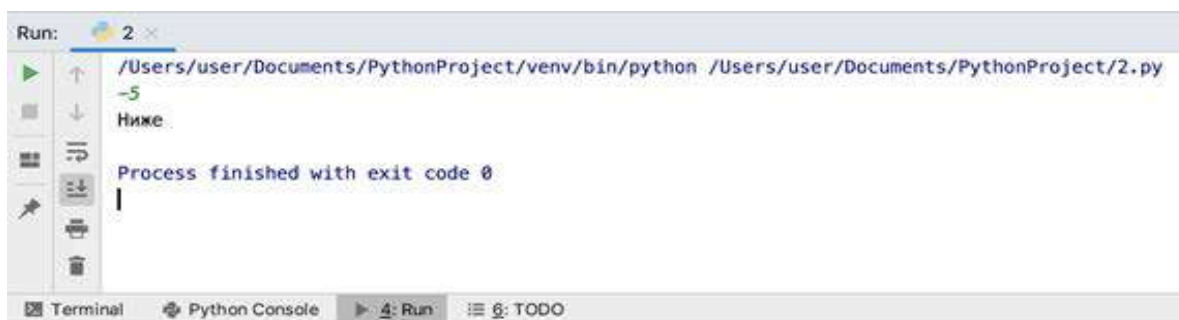 Run: 2
/Users/user/Documents/PythonProject/venv/bin/python /Users/user/Documents/PythonProject/2.py
-5
Ниже
Process finished with exit code 0
Terminal Python Console 4: Run 6: TODO